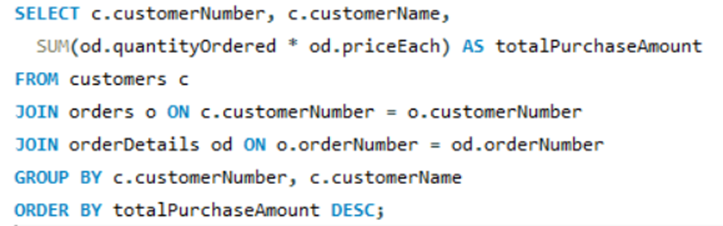 SELECT c.customerNumber, c.customerName,
SUM(od.quantityOrdered * od.priceEach) AS totalPurchaseAmount
FROM customers c
JOIN orders o ON c.customerNumber = o.customerNumber
JOIN orderDetails od ON o.orderNumber = od.orderNumber
GROUP BY c.customerNumber, c.customerName
ORDER BY totalPurchaseAmount DESC;